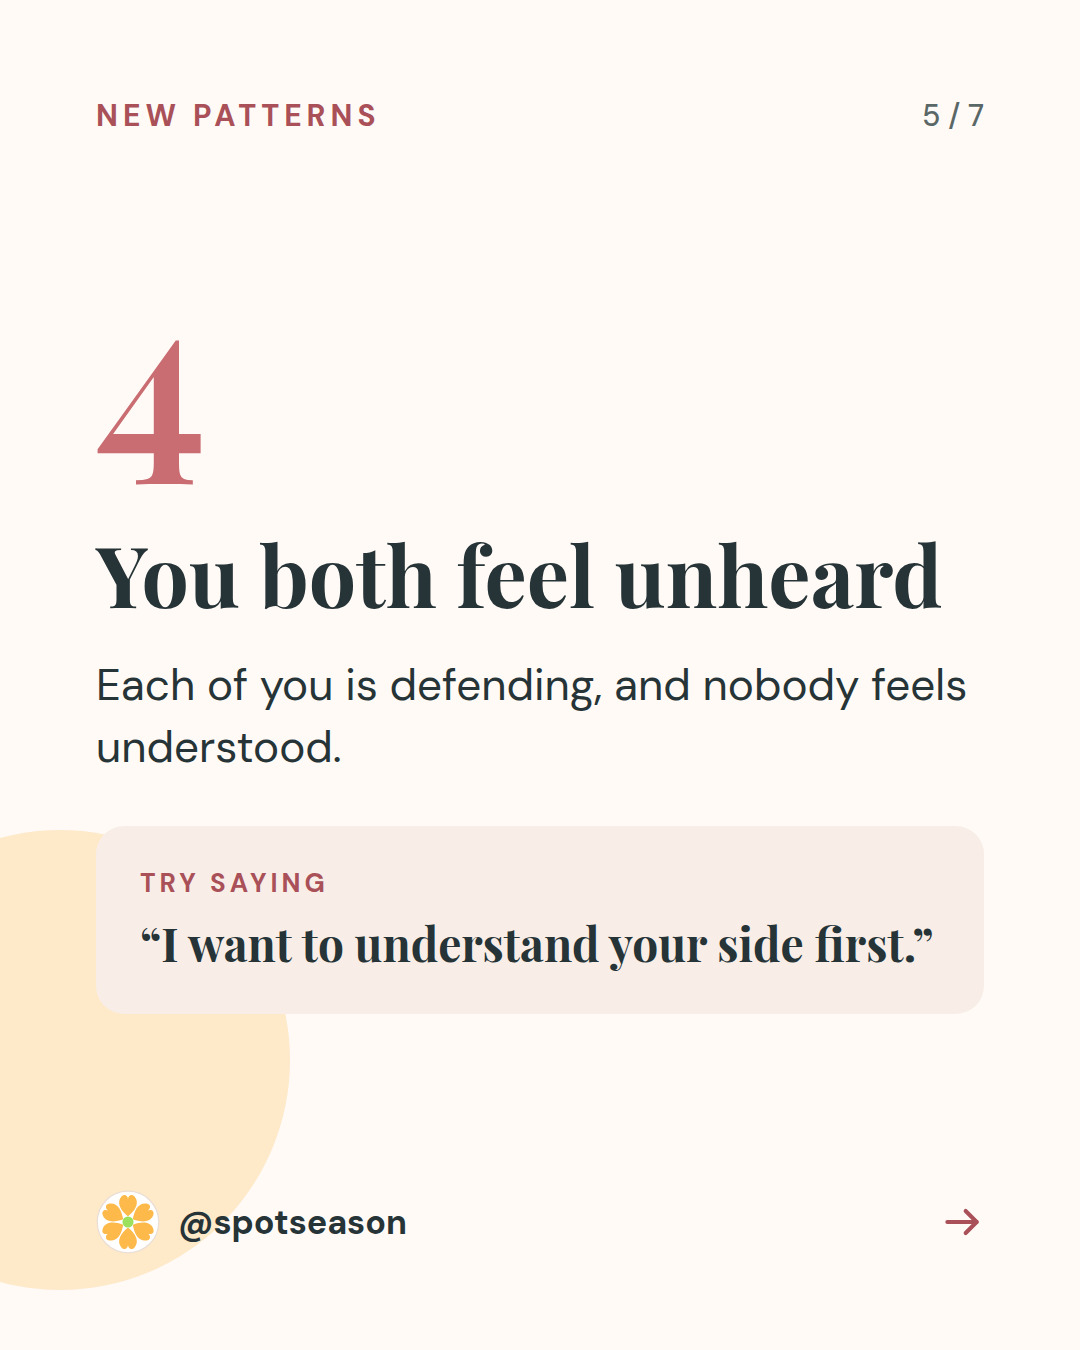 NEW PATTERNS
5 / 7
4
You both feel unheard
Each of you is defending, and nobody feels
understood.
TRY SAYING
“I want to understand your side first.”
@spotseason